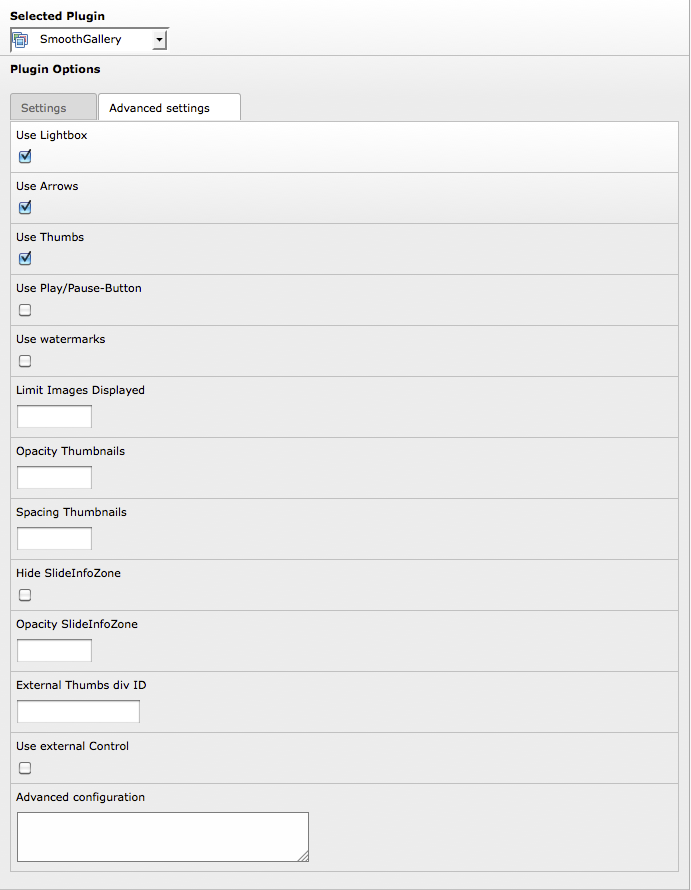 Selected Plugin
SmoothGallery
Plugin Options
Settings
Advanced settings
Use Lightbox
Use Arrows
Use Thumbs
Use Play/Pause-Button
Use watermarks
Limit Images Displayed
Opacity Thumbnails
Spacing Thumbnails
Hide SlideInfoZone
Opacity SlideInfoZone
External Thumbs div ID
Use external Control
Advanced configuration